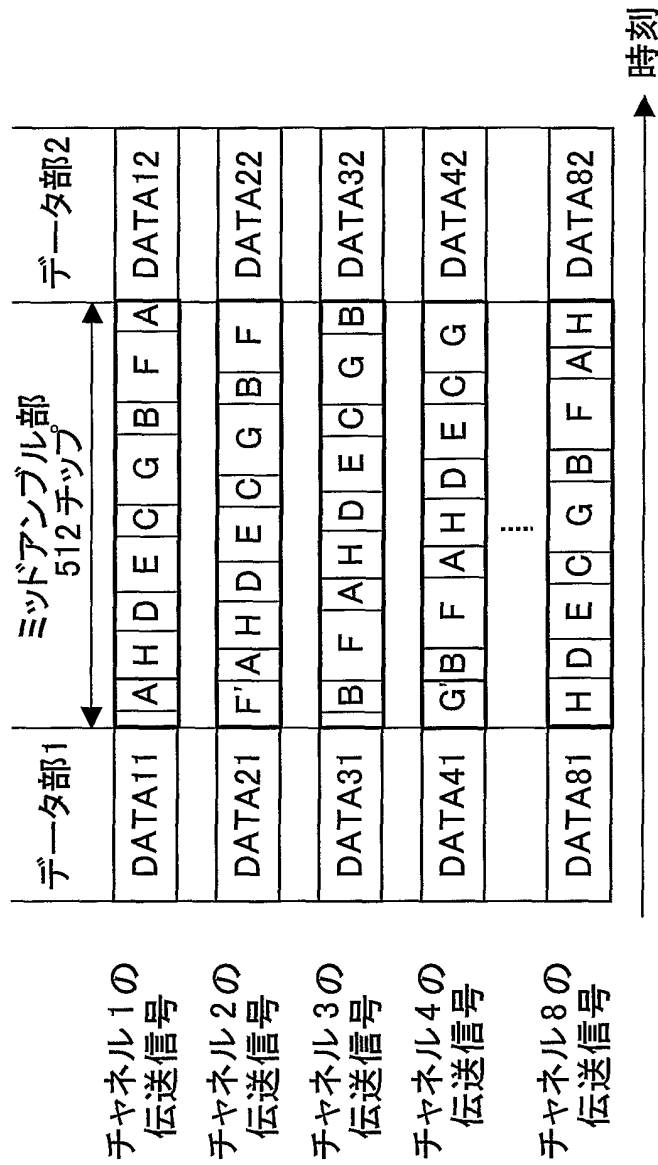 データ部1 ミッドアンブル部 データ部2
512チップ
チャネル1の
伝送信号
DATA11 A H D E C G B F A DATA12
チャネル2の
伝送信号
DATA21 F' A H D E C G B F DATA22
チャネル3の
伝送信号
DATA31 B F A H D E C G B DATA32
チャネル4の
伝送信号
DATA41 G' B F A H D E C G DATA42
チャネル8の
伝送信号
DATA81 H D E C G B F A H DATA82
時刻